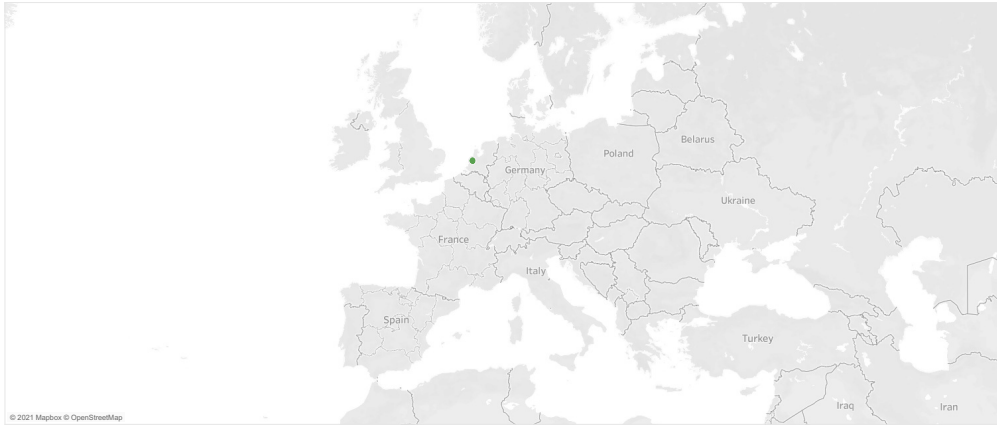 Belarus
Poland
Germany
Ukraine
France
Italy
Spain
Turkey
Iraq
Iran
© 2021 Mapbox © OpenStreetMap